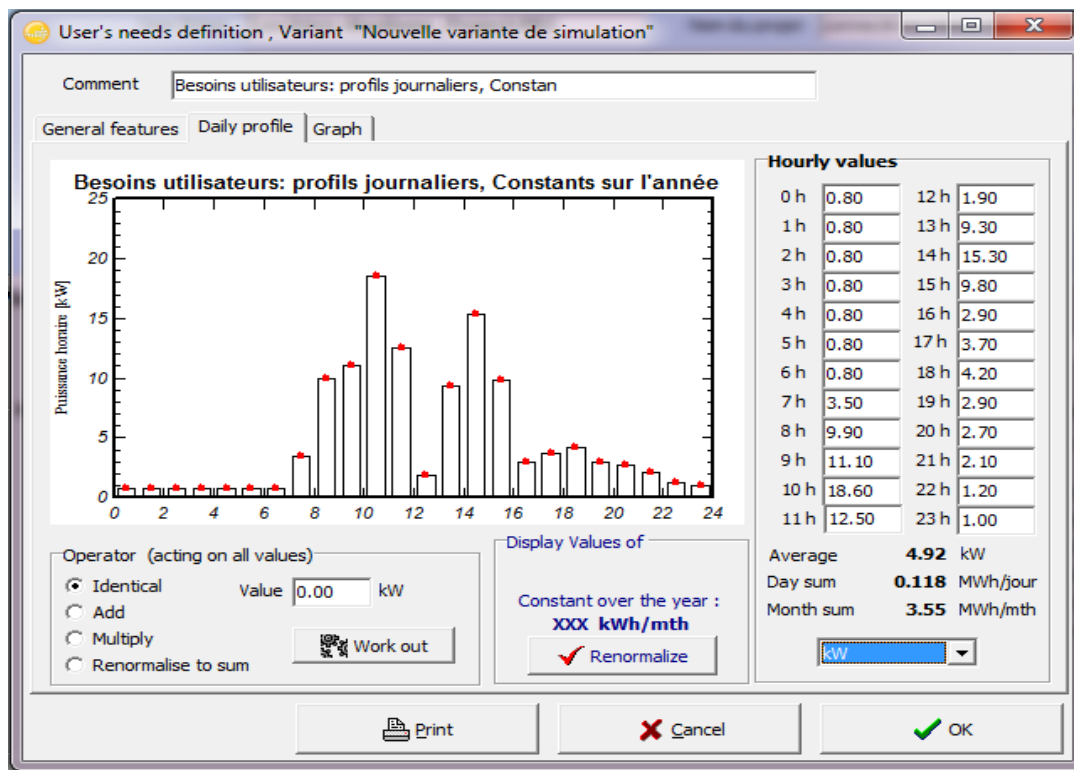 User's needs definition , Variant "Nouvelle variante de simulation"
Comment Besoins utilisateurs: profils journaliers, Constan
General features Daily profile Graph
Besoins utilisateurs: profils journaliers, Constants sur l'année
Puissance horaire [kW]
25
20
15
10
5
0
0 2 4 6 8 10 12 14 16 18 20 22 24
Hourly values
0 h 0.80 12 h 1.90
1 h 0.80 13 h 9.30
2 h 0.80 14 h 15.30
3 h 0.80 15 h 9.80
4 h 0.80 16 h 2.90
5 h 0.80 17 h 3.70
6 h 0.80 18 h 4.20
7 h 3.50 19 h 2.90
8 h 9.90 20 h 2.70
9 h 11.10 21 h 2.10
10 h 18.60 22 h 1.20
11 h 12.50 23 h 1.00
Average 4.92 kW
Day sum 0.118 MWh/jour
Month sum 3.55 MWh/mth
kW
Operator (acting on all values)
Identical Value 0.00 kW
Add
Multiply
Renormalise to sum
Work out
Display Values of
Constant over the year :
XXX kWh/mth
Renormalize
Print Cancel OK